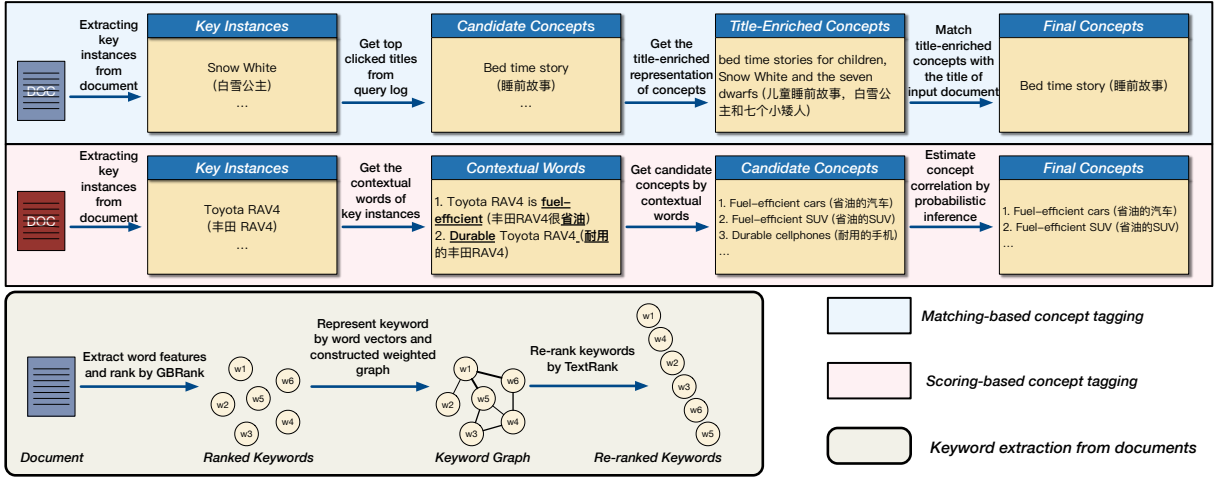 Extracting
key
instances
from
document
DOC
Key Instances
Snow White
(白雪公主)
...
Get top
clicked titles
from
query log
Candidate Concepts
Bed time story
(睡前故事)
...
Get the
title-enriched
representation
of concepts
Title-Enriched Concepts
bed time stories for children,
Snow White and the seven
dwarfs (儿童睡前故事，白雪公
主和七个小矮人)
Match
title-enriched
concepts with
the title of
input document
Final Concepts
Bed time story (睡前故事)
Extracting
key
instances
from
document
DOC
Key Instances
Toyota RAV4
(丰田 RAV4)
...
Get the
contextual
words of
key instances
Contextual Words
1. Toyota RAV4 is fuel-
efficient (丰田RAV4很省油)
2. Durable Toyota RAV4 (耐用
的丰田RAV4)
Get candidate
concepts by
contextual
words
Candidate Concepts
1. Fuel-efficient cars (省油的汽车)
2. Fuel-efficient SUV (省油的SUV)
3. Durable cellphones (耐用的手机)
...
Estimate
concept
correlation by
probabilistic
inference
Final Concepts
1. Fuel-efficient cars (省油的汽车)
2. Fuel-efficient SUV (省油的SUV)
...
Document
Extract word features
and rank by GBRank
w1
w6
w2
w5
w4
w3
Ranked Keywords
Represent keyword
by word vectors and
constructed weighted
graph
w1
w6
w2
w5
w4
w3
Keyword Graph
Re-rank keywords
by TextRank
w1
w4
w2
w3
w6
w5
Re-ranked Keywords
Matching-based concept tagging
Scoring-based concept tagging
Keyword extraction from documents